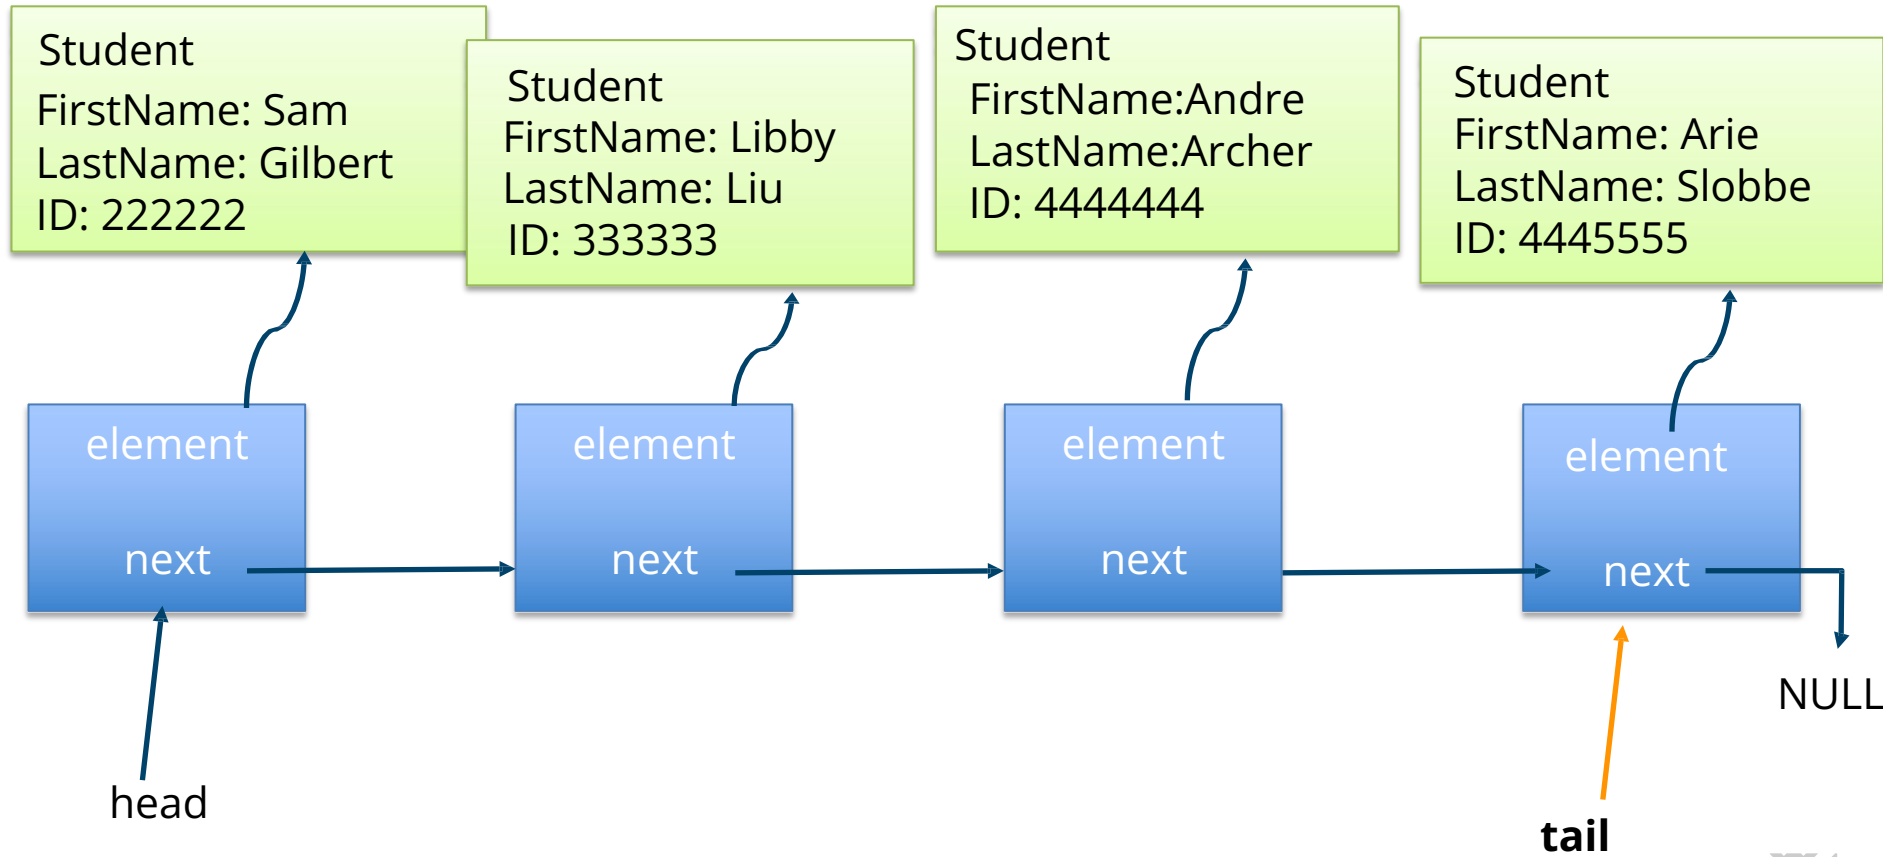 Student
FirstName: Sam
LastName: Gilbert
ID: 222222
Student
FirstName: Libby
LastName: Liu
ID: 333333
Student
FirstName:Andre
LastName:Archer
ID: 4444444
Student
FirstName: Arie
LastName: Slobbe
ID: 4445555
element
next
element
next
element
next
element
next
NULL
head
tail